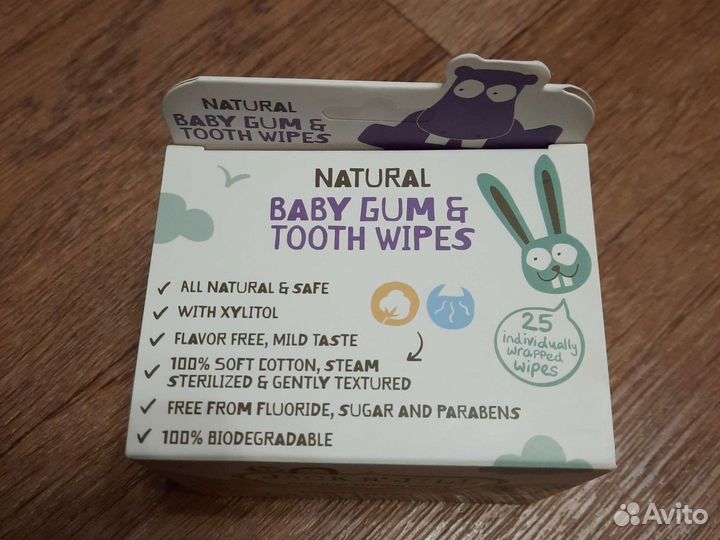 NATURAL
BABY GUM &
TOOTH WIPES
NATURAL
BABY GUM &
TOOTH WIPES
ALL NATURAL & SAFE
WITH XYLITOL
FLAVOR FREE, MILD TASTE
100% SOFT COTTON, STEAM
STERILIZED & GENTLY TEXTURED
FREE FROM FLUORIDE, SUGAR AND PARABENS
100% BIODEGRADABLE
25
individually
wrapped
wipes
Avito